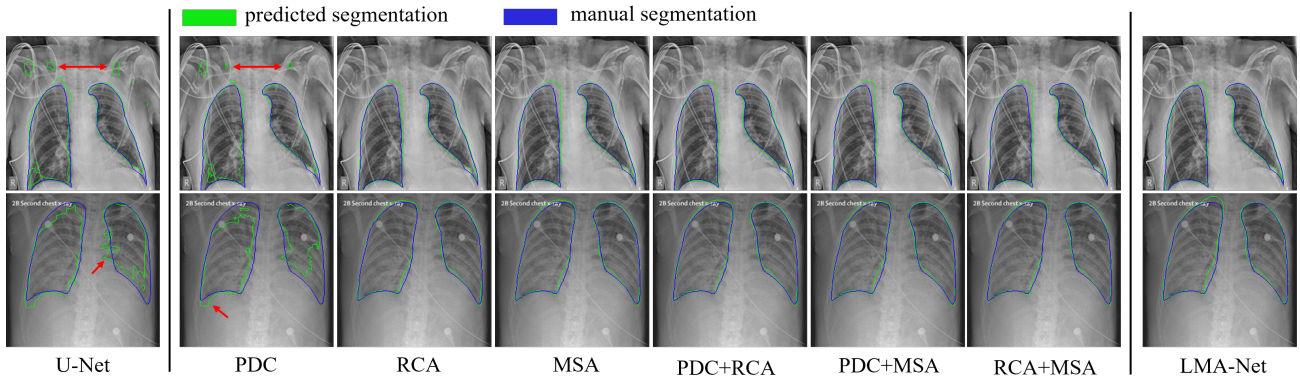 predicted segmentation manual segmentation
R R R R R R R R
2B Second chest x-ray 2B Second chest x-ray 2B Second chest x-ray 2B Second chest x-ray 2B Second chest x-ray 2B Second chest x-ray 2B Second chest x-ray 2B Second chest x-ray
U-Net PDC RCA MSA PDC+RCA PDC+MSA RCA+MSA LMA-Net